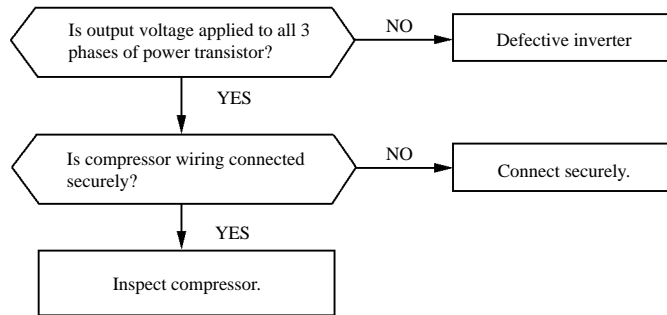 Is output voltage applied to all 3
phases of power transistor?
NO
Defective inverter
YES
Is compressor wiring connected
securely?
NO
Connect securely.
YES
Inspect compressor.